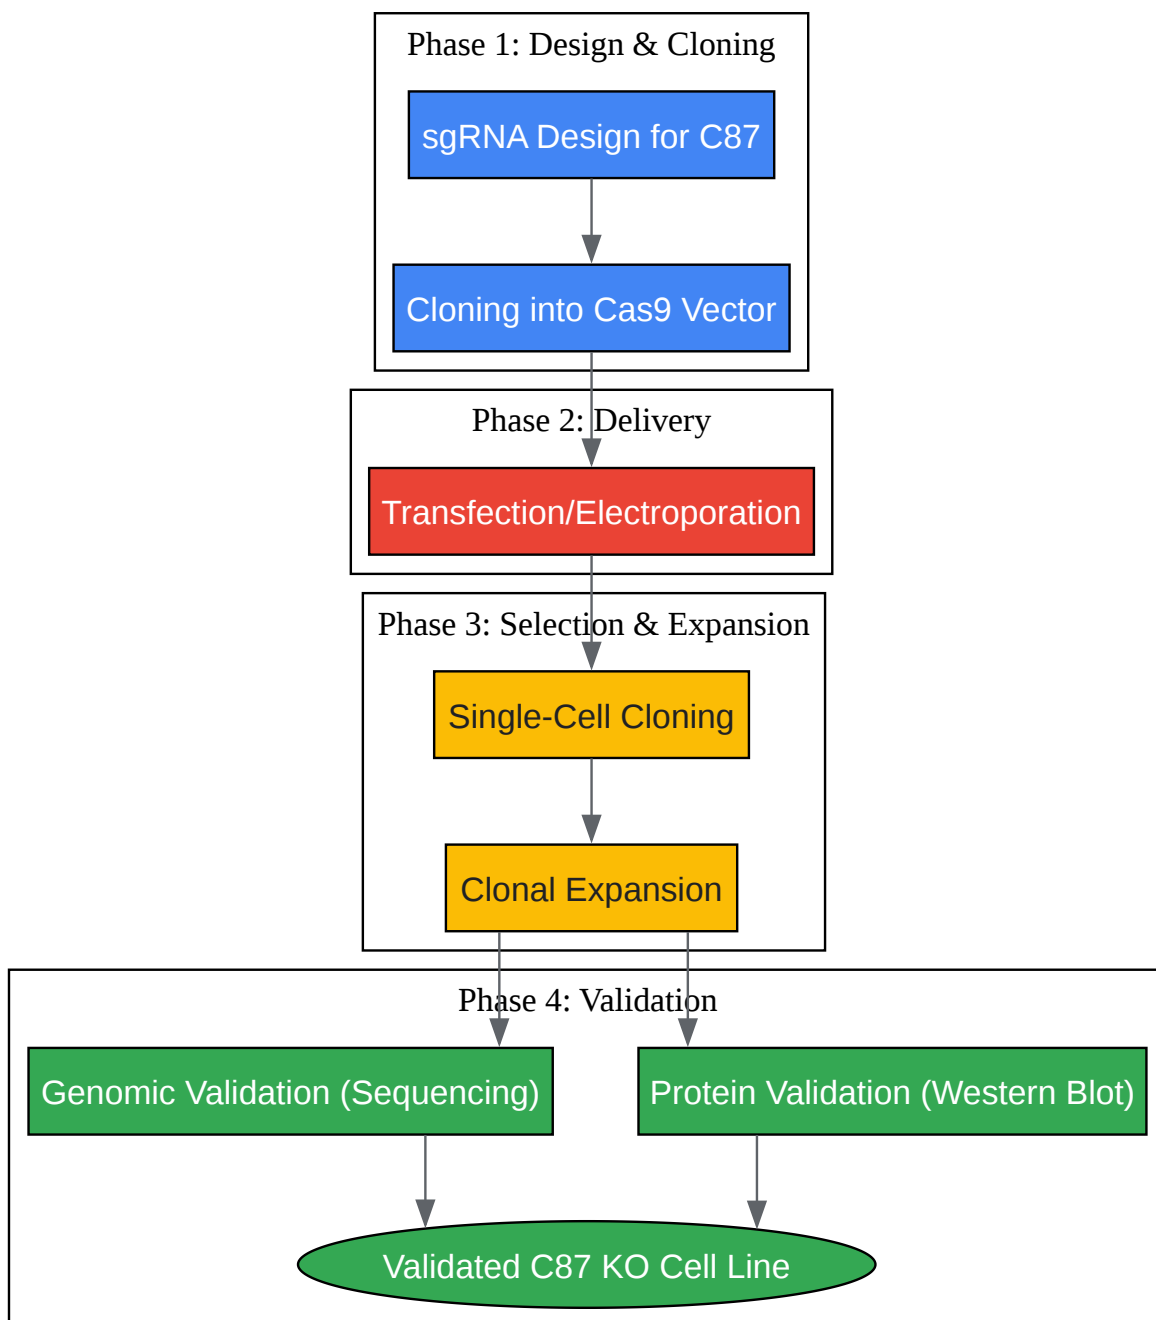 Phase 1: Design & Cloning
sgRNA Design for C87
Cloning into Cas9 Vector
Phase 2: Delivery
Transfection/Electroporation
Phase 3: Selection & Expansion
Single-Cell Cloning
Clonal Expansion
Phase 4: Validation
Genomic Validation (Sequencing)
Protein Validation (Western Blot)
Validated C87 KO Cell Line